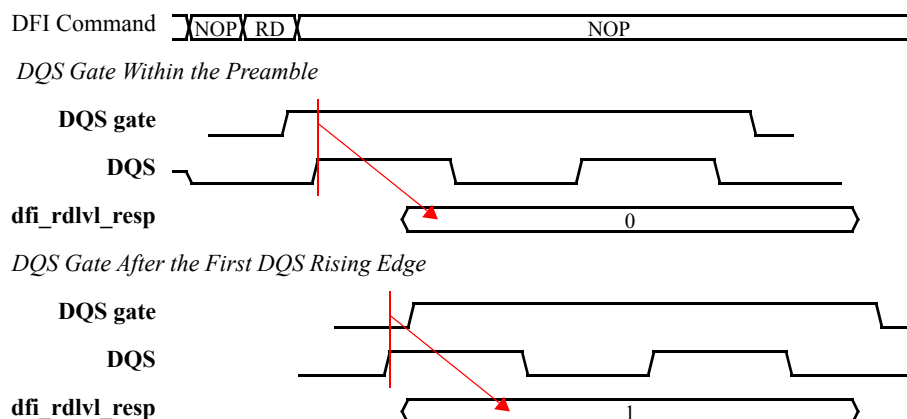 DFI Command NOP RD NOP
DQS Gate Within the Preamble
DQS gate
DQS
dfi_rdlvl_resp 0
DQS Gate After the First DQS Rising Edge
DQS gate
DQS
dfi_rdlvl_resp 1